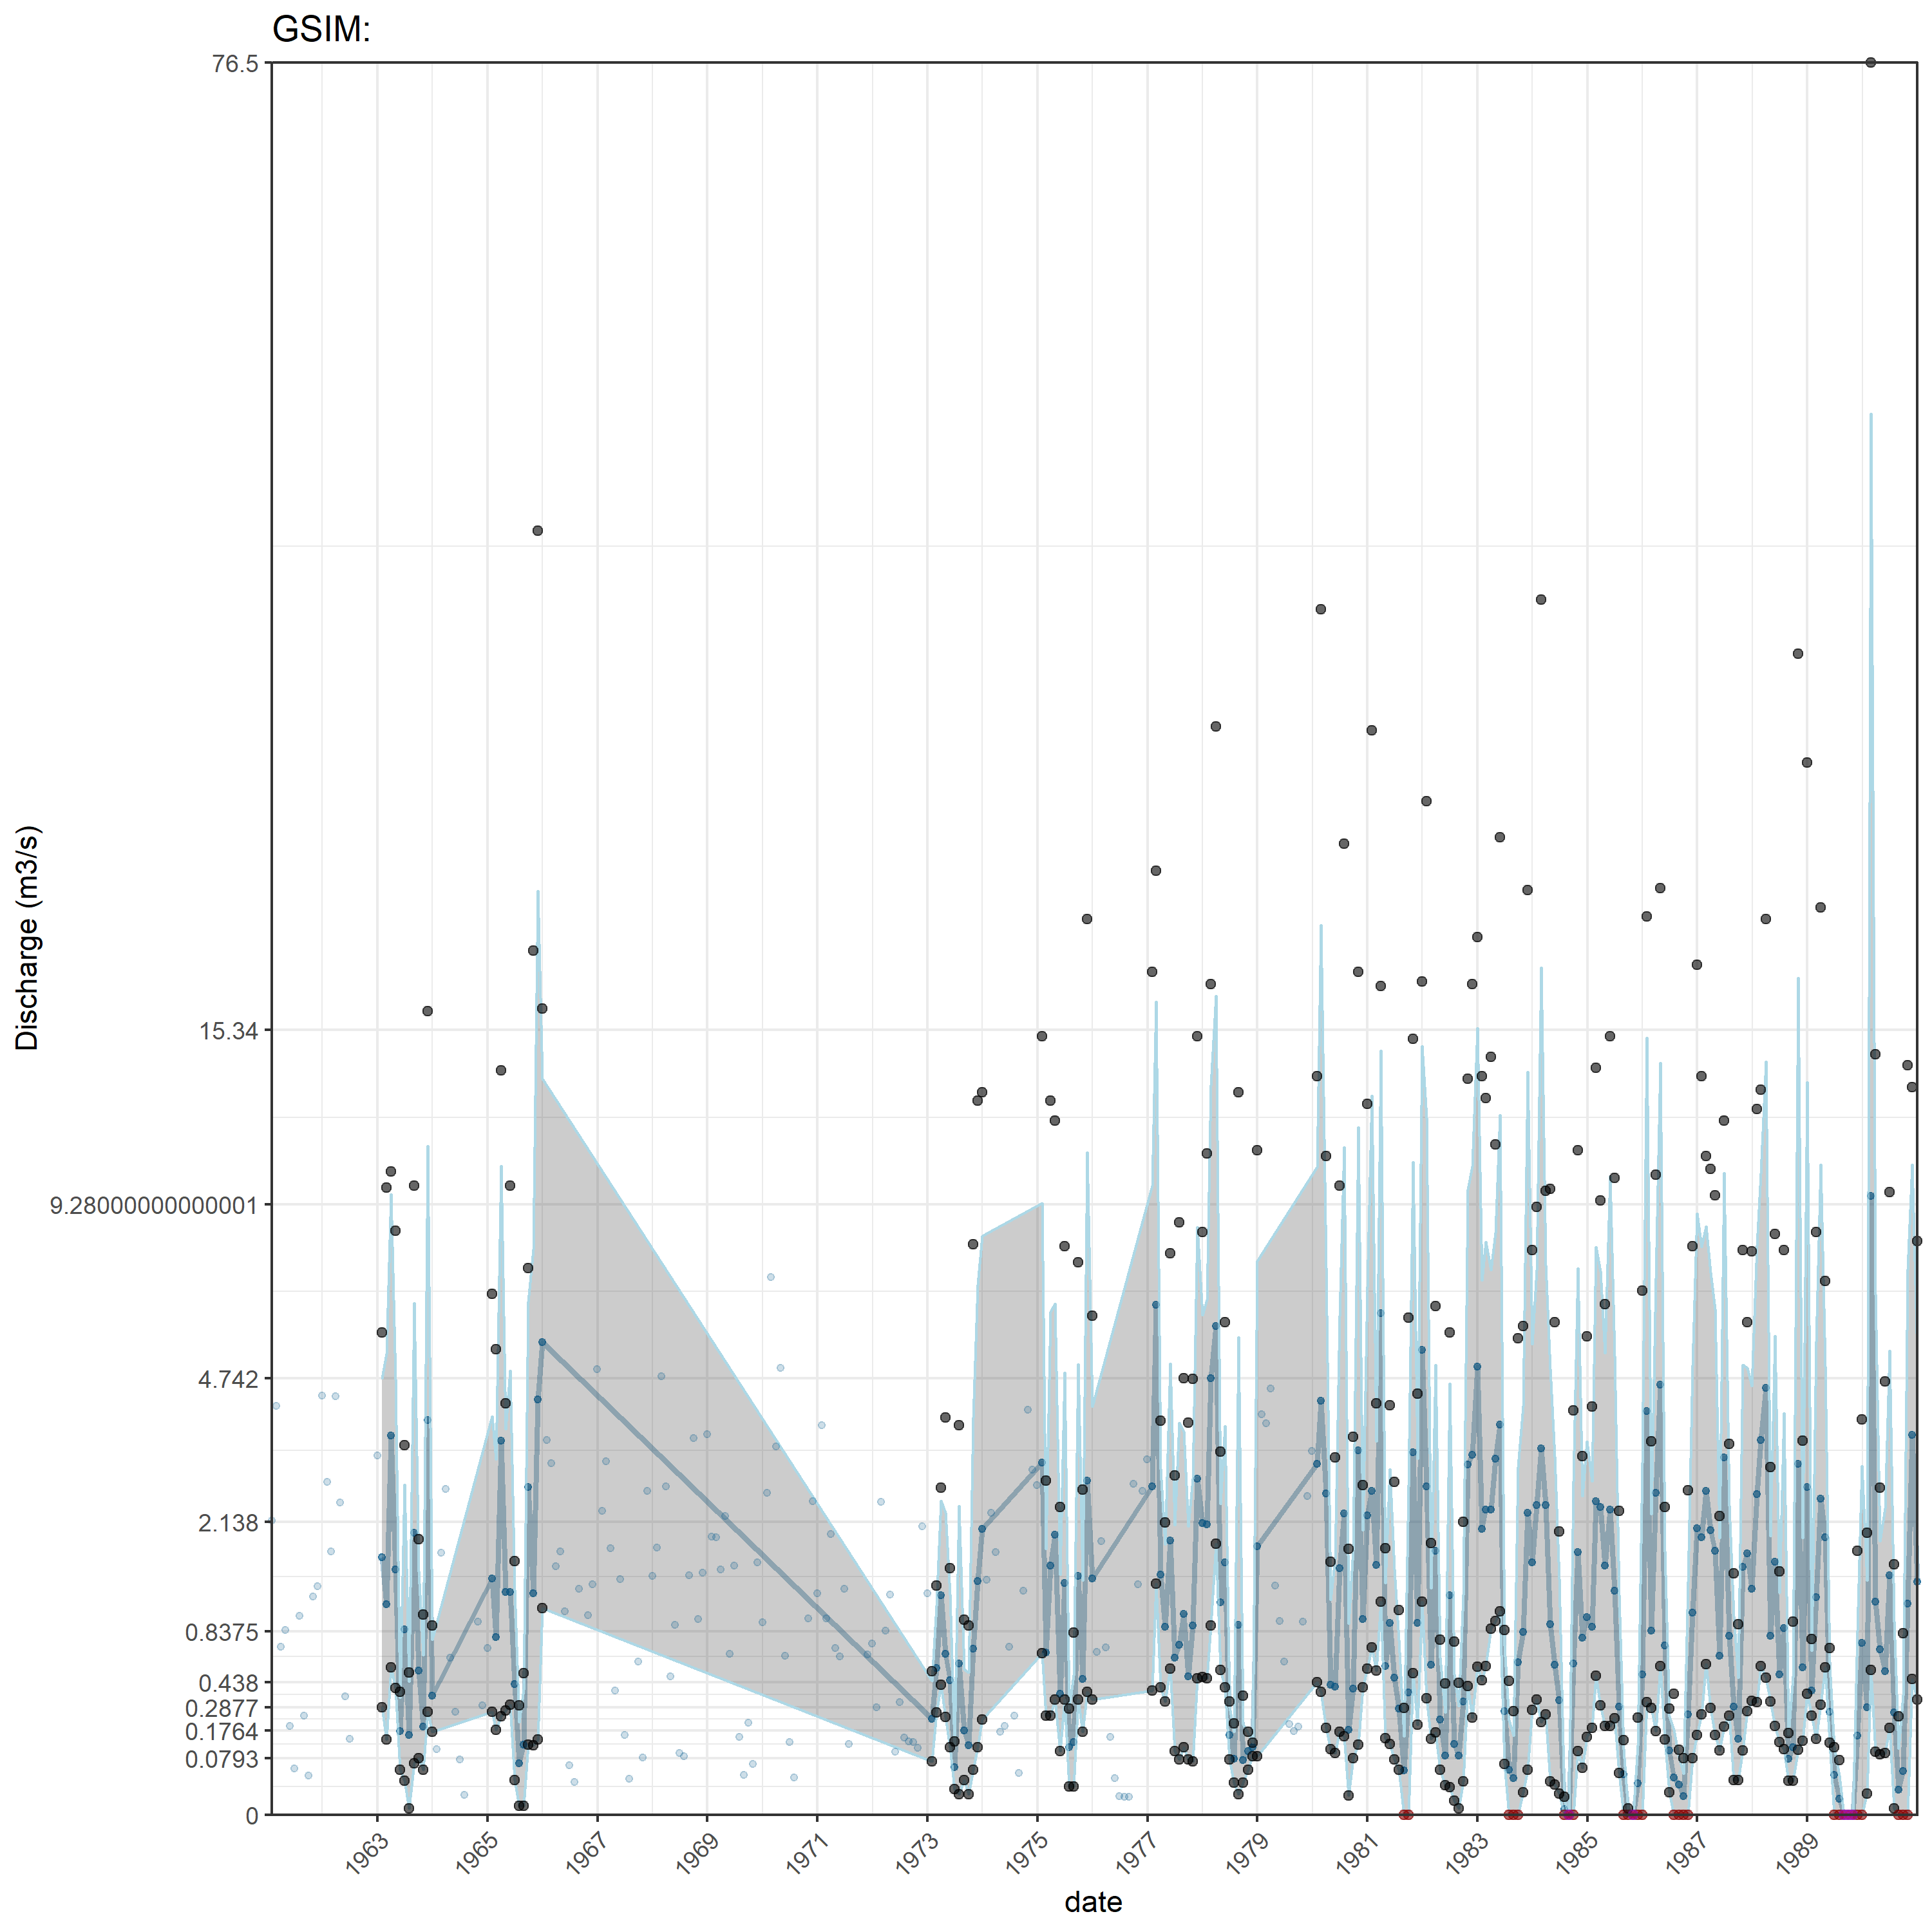 GSIM:
76.5
15.34
9.28000000000001
4.742
2.138
0.8375
0.438
0.2877
0.1764
0.0793
0
Discharge (m3/s)
1963 1965 1967 1969 1971 1973 1975 1977 1979 1981 1983 1985 1987 1989
date